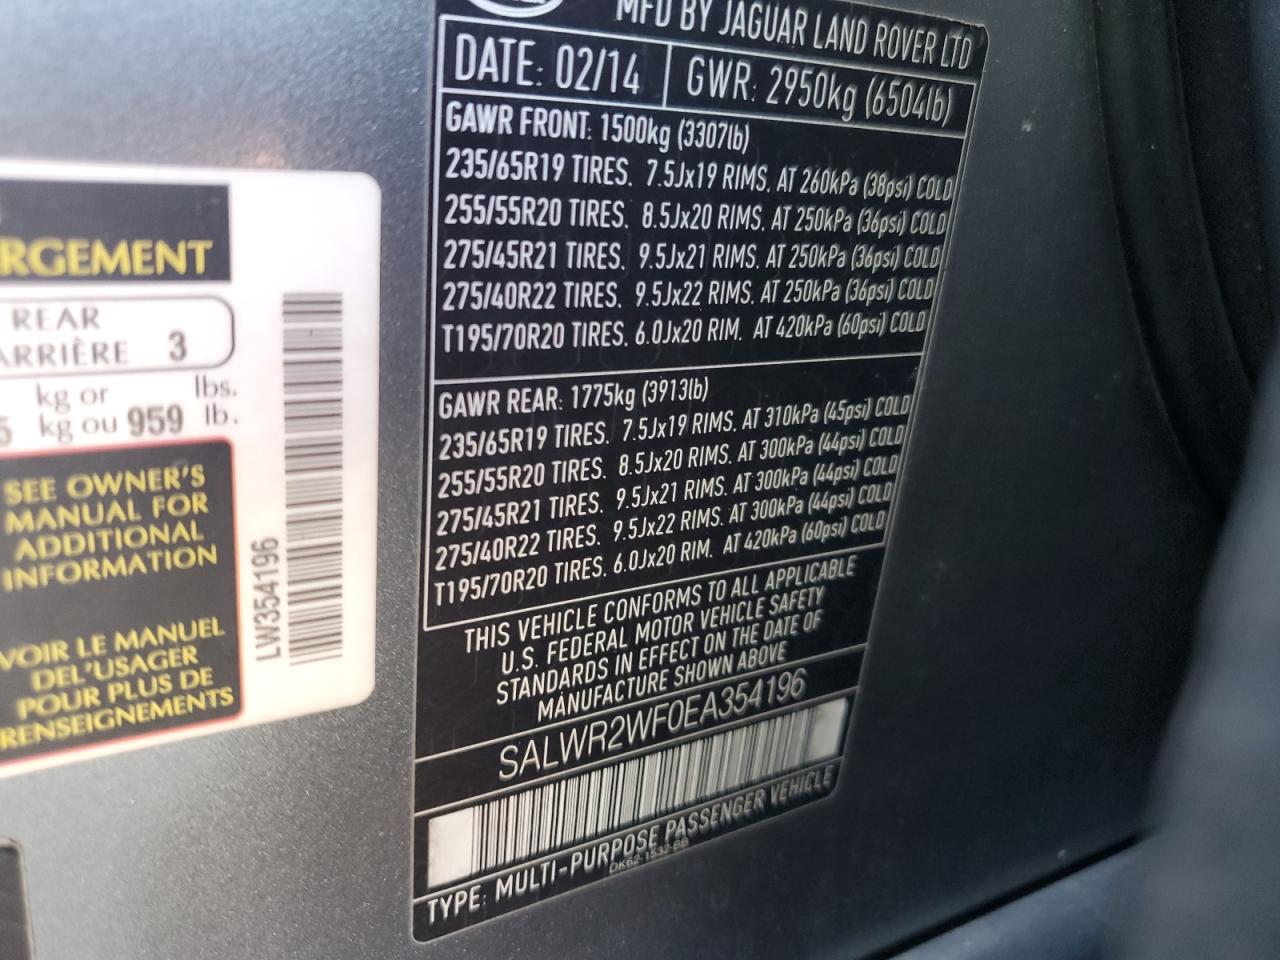 RGEMENT
REAR
ARRIÈRE 3
kg or lbs.
kg ou 959 lb.
SEE OWNER'S
MANUAL FOR
ADDITIONAL
INFORMATION
VOIR LE MANUEL
DEL'USAGER
POUR PLUS DE
RENSEIGNEMENTS
LW354196
MFD BY JAGUAR LAND ROVER LTD
DATE: 02/14 GWR: 2950kg (6504lb)
GAWR FRONT: 1500kg (3307lb)
235/65R19 TIRES. 7.5Jx19 RIMS. AT 260kPa (38psi) COLD
255/55R20 TIRES. 8.5Jx20 RIMS. AT 250kPa (36psi) COLD
275/45R21 TIRES. 9.5Jx21 RIMS. AT 250kPa (36psi) COLD
275/40R22 TIRES. 9.5Jx22 RIMS. AT 250kPa (36psi) COLD
T195/70R20 TIRES. 6.0Jx20 RIM. AT 420kPa (60psi) COLD
GAWR REAR: 1775kg (3913lb)
235/65R19 TIRES. 7.5Jx19 RIMS. AT 310kPa (45psi) COLD
255/55R20 TIRES. 8.5Jx20 RIMS. AT 300kPa (44psi) COLD
275/45R21 TIRES. 9.5Jx21 RIMS. AT 300kPa (44psi) COLD
275/40R22 TIRES. 9.5Jx22 RIMS. AT 300kPa (44psi) COLD
T195/70R20 TIRES. 6.0Jx20 RIM. AT 420kPa (60psi) COLD
THIS VEHICLE CONFORMS TO ALL APPLICABLE
U.S. FEDERAL MOTOR VEHICLE SAFETY
STANDARDS IN EFFECT ON THE DATE OF
MANUFACTURE SHOWN ABOVE
SALWR2WF0EA354196
TYPE: MULTI-PURPOSE PASSENGER VEHICLE
DK62-1532-BB